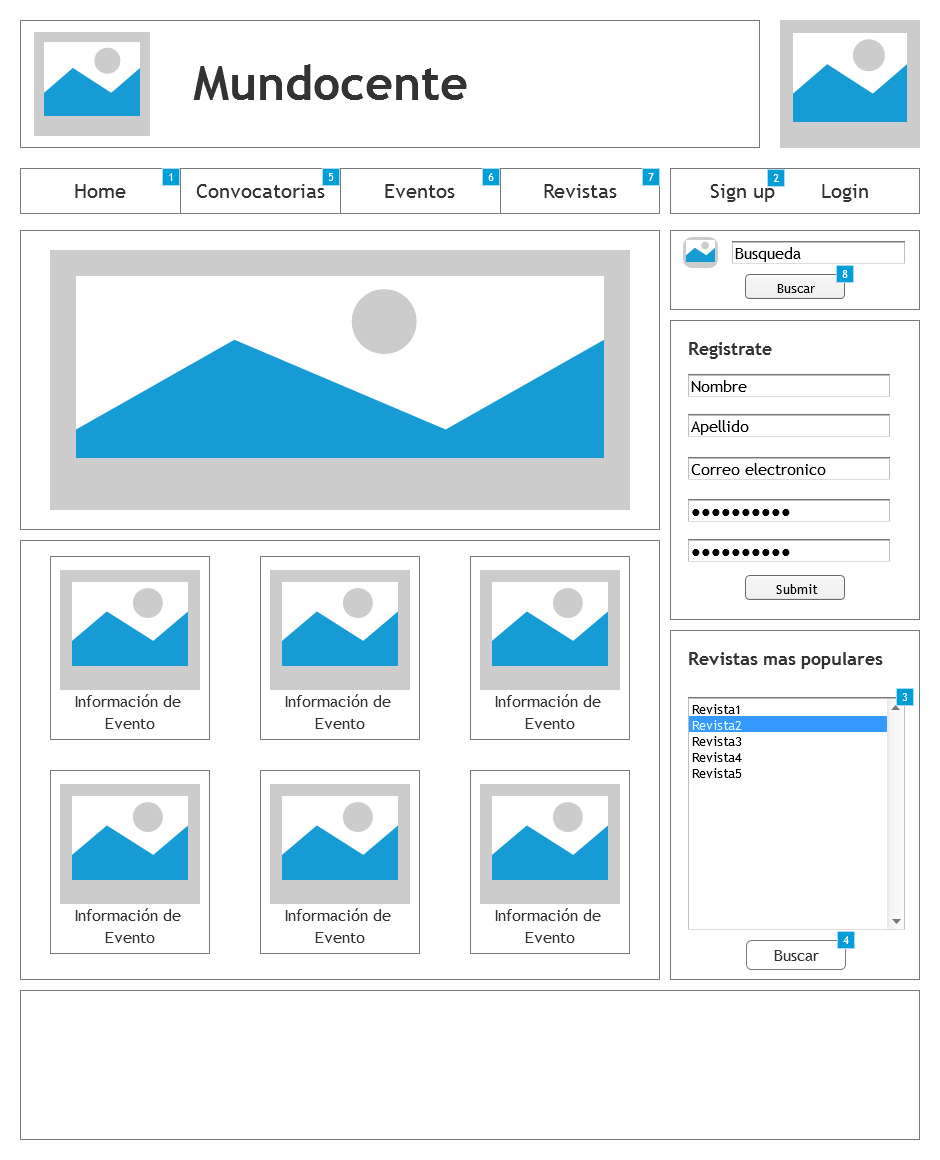 Mundocente
Home 1 Convocatorias 5 Eventos 6 Revistas 7 Sign up 2 Login
Busqueda
Buscar 8
Registrate
Nombre
Apellido
Correo electronico
●●●●●●●●●●
●●●●●●●●●●
Submit
Información de
Evento
Información de
Evento
Información de
Evento
Información de
Evento
Información de
Evento
Información de
Evento
Revistas mas populares
3
Revista1
Revista2
Revista3
Revista4
Revista5
Buscar 4